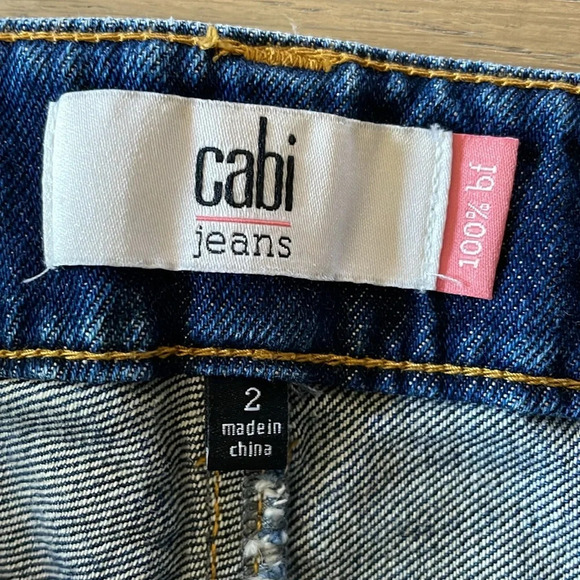 cabi
jeans
100% bf
2
made in
china